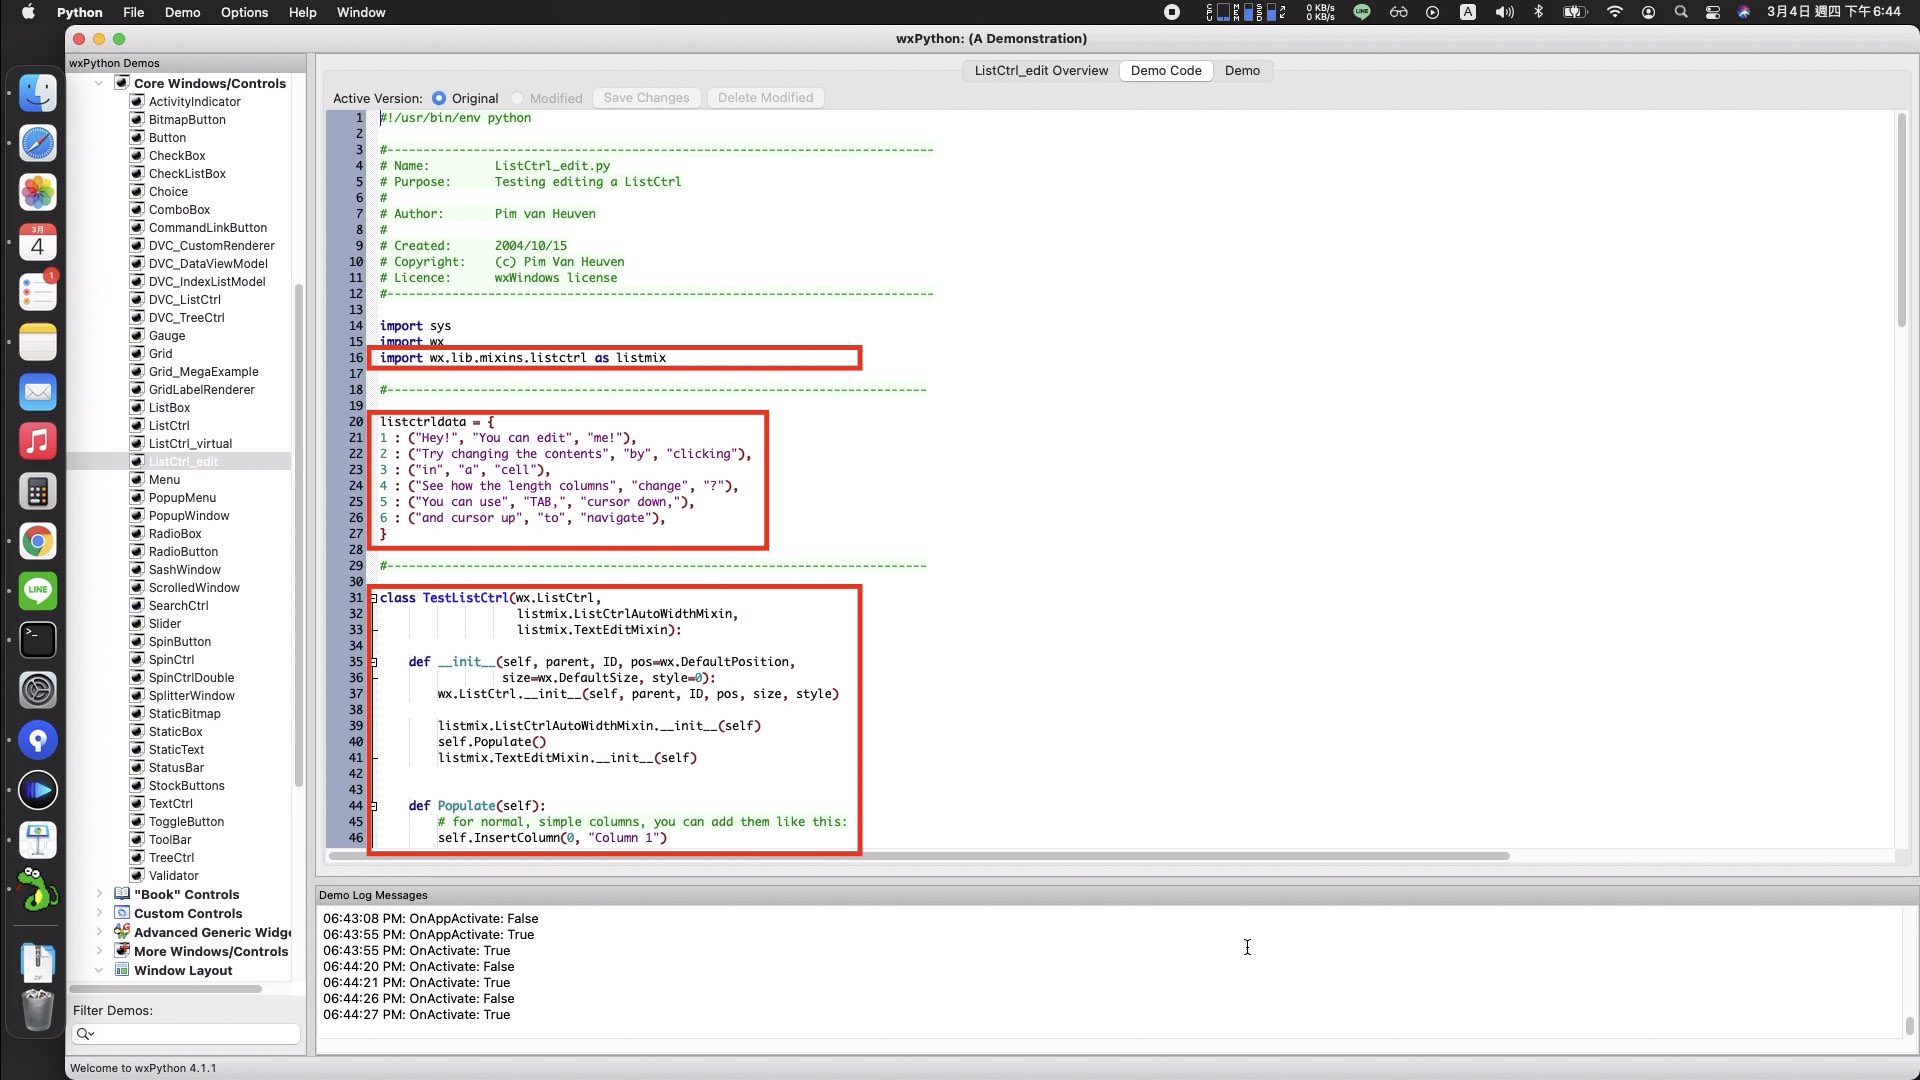 Python File Demo Options Help Window
0 KB/s
0 KB/s
LINE
A
3月4日 週四 下午6:44
wxPython: (A Demonstration)
wxPython Demos
Core Windows/Controls
ActivityIndicator
BitmapButton
Button
CheckBox
CheckListBox
Choice
ComboBox
CommandLinkButton
DVC_CustomRenderer
DVC_DataViewModel
DVC_IndexListModel
DVC_ListCtrl
DVC_TreeCtrl
Gauge
Grid
Grid_MegaExample
GridLabelRenderer
ListBox
ListCtrl
ListCtrl_virtual
ListCtrl_edit
Menu
PopupMenu
PopupWindow
RadioBox
RadioButton
SashWindow
ScrolledWindow
SearchCtrl
Slider
SpinButton
SpinCtrl
SpinCtrlDouble
SplitterWindow
StaticBitmap
StaticBox
StaticText
StatusBar
StockButtons
TextCtrl
ToggleButton
ToolBar
TreeCtrl
Validator
"Book" Controls
Custom Controls
Advanced Generic Widge
More Windows/Controls
Window Layout
Filter Demos:
Welcome to wxPython 4.1.1
3月
4
1
LINE
ZIP
ListCtrl_edit Overview Demo Code Demo
Active Version: Original Modified Save Changes Delete Modified
1 #!/usr/bin/env python
2
3 #-----------------------------------------------------------------------------
4 # Name: ListCtrl_edit.py
5 # Purpose: Testing editing a ListCtrl
6 #
7 # Author: Pim van Heuven
8 #
9 # Created: 2004/10/15
10 # Copyright: (c) Pim Van Heuven
11 # Licence: wxWindows license
12 #-----------------------------------------------------------------------------
13
14 import sys
15 import wx
16 import wx.lib.mixins.listctrl as listmix
17
18 #---------------------------------------------------------------------------
19
20 listctrldata = {
21 1 : ("Hey!", "You can edit", "me!"),
22 2 : ("Try changing the contents", "by", "clicking"),
23 3 : ("in", "a", "cell"),
24 4 : ("See how the length columns", "change", "?"),
25 5 : ("You can use", "TAB,", "cursor down,"),
26 6 : ("and cursor up", "to", "navigate"),
27 }
28
29 #---------------------------------------------------------------------------
30
31 class TestListCtrl(wx.ListCtrl,
32 listmix.ListCtrlAutoWidthMixin,
33 listmix.TextEditMixin):
34
35 def __init__(self, parent, ID, pos=wx.DefaultPosition,
36 size=wx.DefaultSize, style=0):
37 wx.ListCtrl.__init__(self, parent, ID, pos, size, style)
38
39 listmix.ListCtrlAutoWidthMixin.__init__(self)
40 self.Populate()
41 listmix.TextEditMixin.__init__(self)
42
43
44 def Populate(self):
45 # for normal, simple columns, you can add them like this:
46 self.InsertColumn(0, "Column 1")
Demo Log Messages
06:43:08 PM: OnAppActivate: False
06:43:55 PM: OnAppActivate: True
06:43:55 PM: OnActivate: True
06:44:20 PM: OnActivate: False
06:44:21 PM: OnActivate: True
06:44:26 PM: OnActivate: False
06:44:27 PM: OnActivate: True